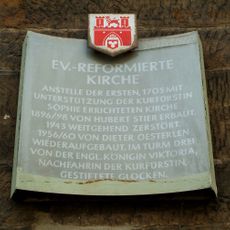 EV.-REFORMIERTE
KIRCHE
ANSTELLE DER ERSTEN, 1705 MIT
UNTERSTÜTZUNG DER KURFÜRSTIN
SOPHIE ERRICHTETEN KIRCHE
1896/98 VON HUBERT STIER ERBAUT.
1943 WEITGEHEND ZERSTÖRT.
1956/60 VON DIETER OESTERLEN
WIEDERAUFGEBAUT. IM TURM DREI
VON DER ENGL. KÖNIGIN VIKTORIA,
NACHFAHRIN DER KURFÜRSTIN,
GESTIFTETE GLOCKEN.